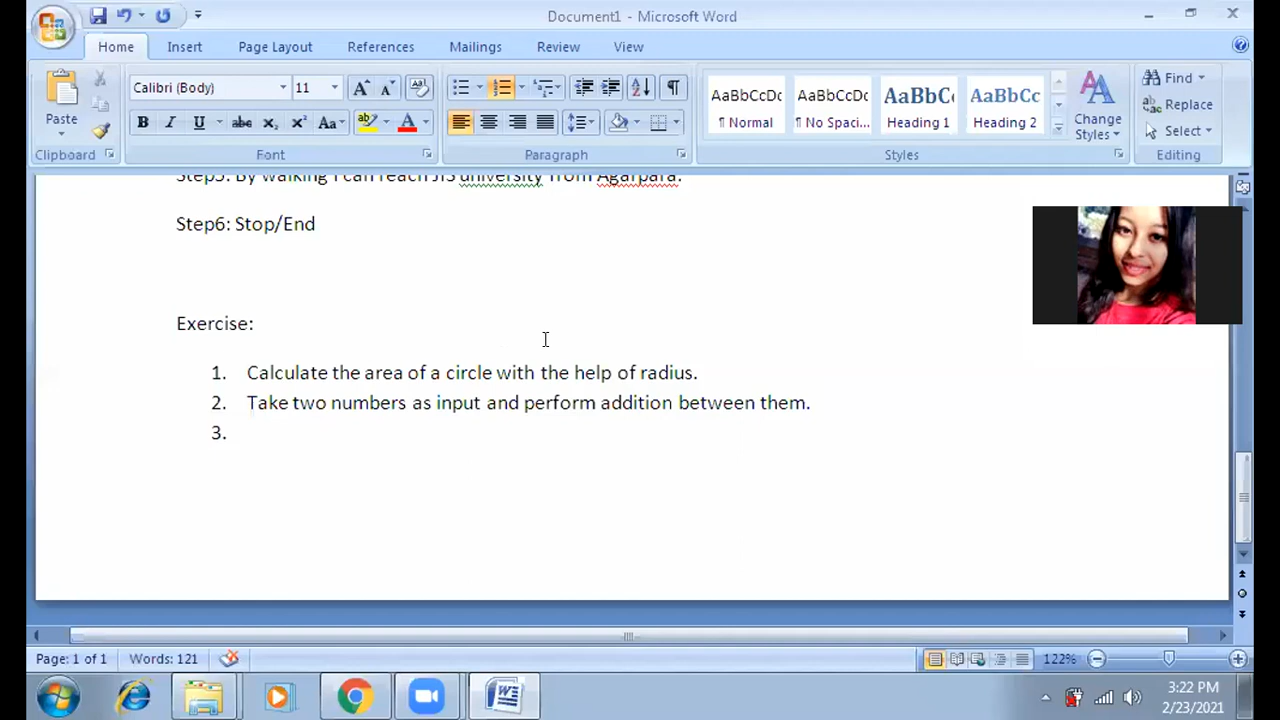 Document1 - Microsoft Word
Home Insert Page Layout References Mailings Review View
Calibri (Body) 11
AaBbCcDc AaBbCcDc AaBbC AaBbCc
Paste
¶ Normal ¶ No Spaci... Heading 1 Heading 2 Change Styles
Find
Replace
Select
Clipboard Font Paragraph Styles Editing
Step5: By walking I can reach JIS university from Agarpara.
Step6: Stop/End
Exercise:
1. Calculate the area of a circle with the help of radius.
2. Take two numbers as input and perform addition between them.
3.
Page: 1 of 1 Words: 121 122%
3:22 PM
2/23/2021